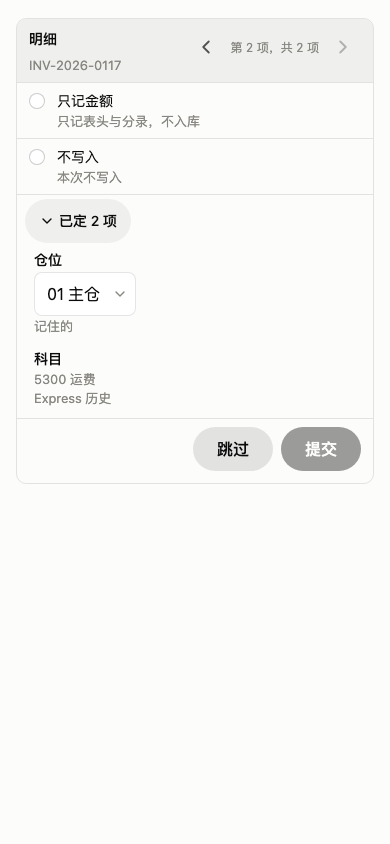 明细
第 2 项，共 2 项
INV-2026-0117
只记金额
只记表头与分录，不入库
不写入
本次不写入
已定 2 项
仓位
01 主仓
记住的
科目
5300 运费
Express 历史
跳过
提交